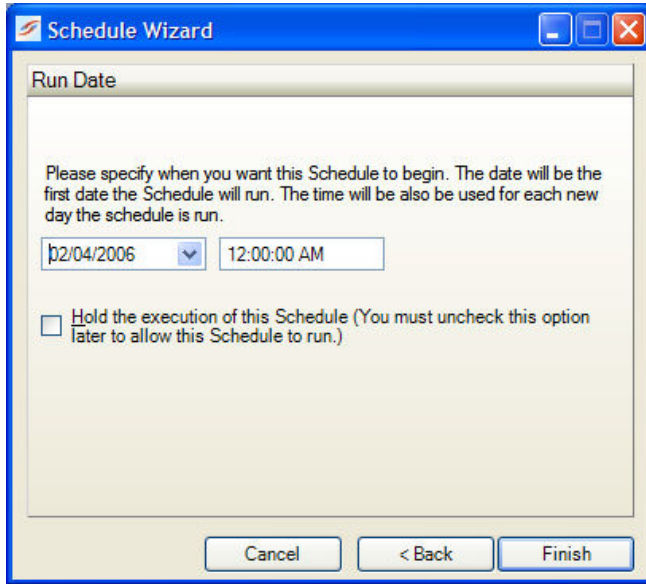 Schedule Wizard
Run Date
Please specify when you want this Schedule to begin. The date will be the
first date the Schedule will run. The time will be also be used for each new
day the schedule is run.
02/04/2006 12:00:00 AM
Hold the execution of this Schedule (You must uncheck this option
later to allow this Schedule to run.)
Cancel < Back Finish